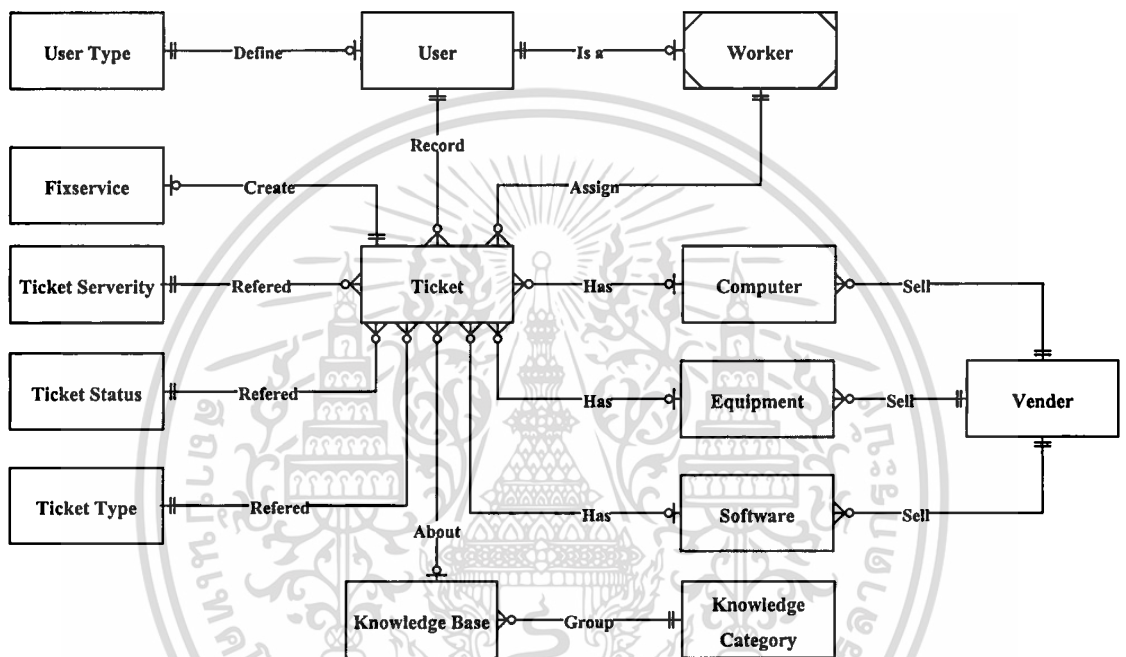 User Type
Define
User
Is a
Worker
Record
Fixservice
Create
Assign
Ticket Serverity
Refered
Ticket
Has
Computer
Sell
Ticket Status
Refered
Has
Equipment
Sell
Vender
Ticket Type
Refered
Has
Software
Sell
About
Knowledge Base
Group
Knowledge
Category